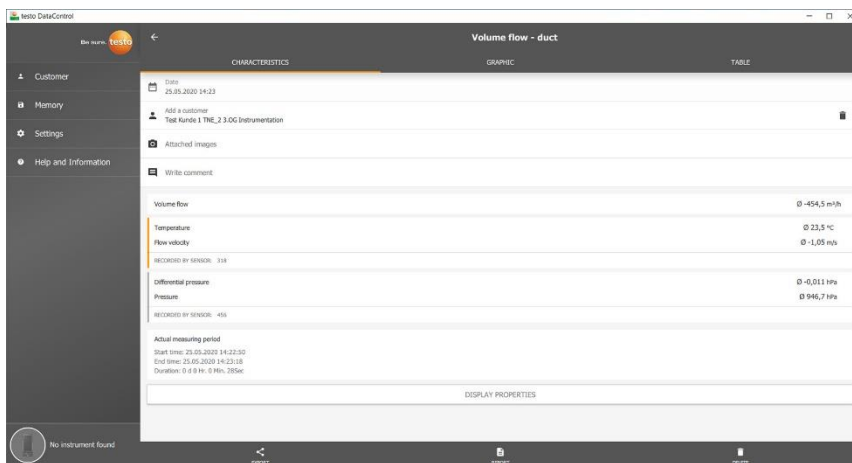 testo DataControl
Be sure. testo
Volume flow - duct
CHARACTERISTICS GRAPHIC TABLE
Customer
Memory
Settings
Help and Information
Date
25.05.2020 14:23
Add a customer
Test Kunde 1 TNE_2 3.OG Instrumentation
Attached images
Write comment
Volume flow Ø -454,5 m³/h
Temperature Ø 23,5 °C
Flow velocity Ø -1,05 m/s
RECORDED BY SENSOR: 318
Differential pressure Ø -0,011 hPa
Pressure Ø 946,7 hPa
RECORDED BY SENSOR: 456
Actual measuring period
Start time: 25.05.2020 14:22:50
End time: 25.05.2020 14:23:18
Duration: 0 d 0 Hr. 0 Min. 28Sec
DISPLAY PROPERTIES
No instrument found